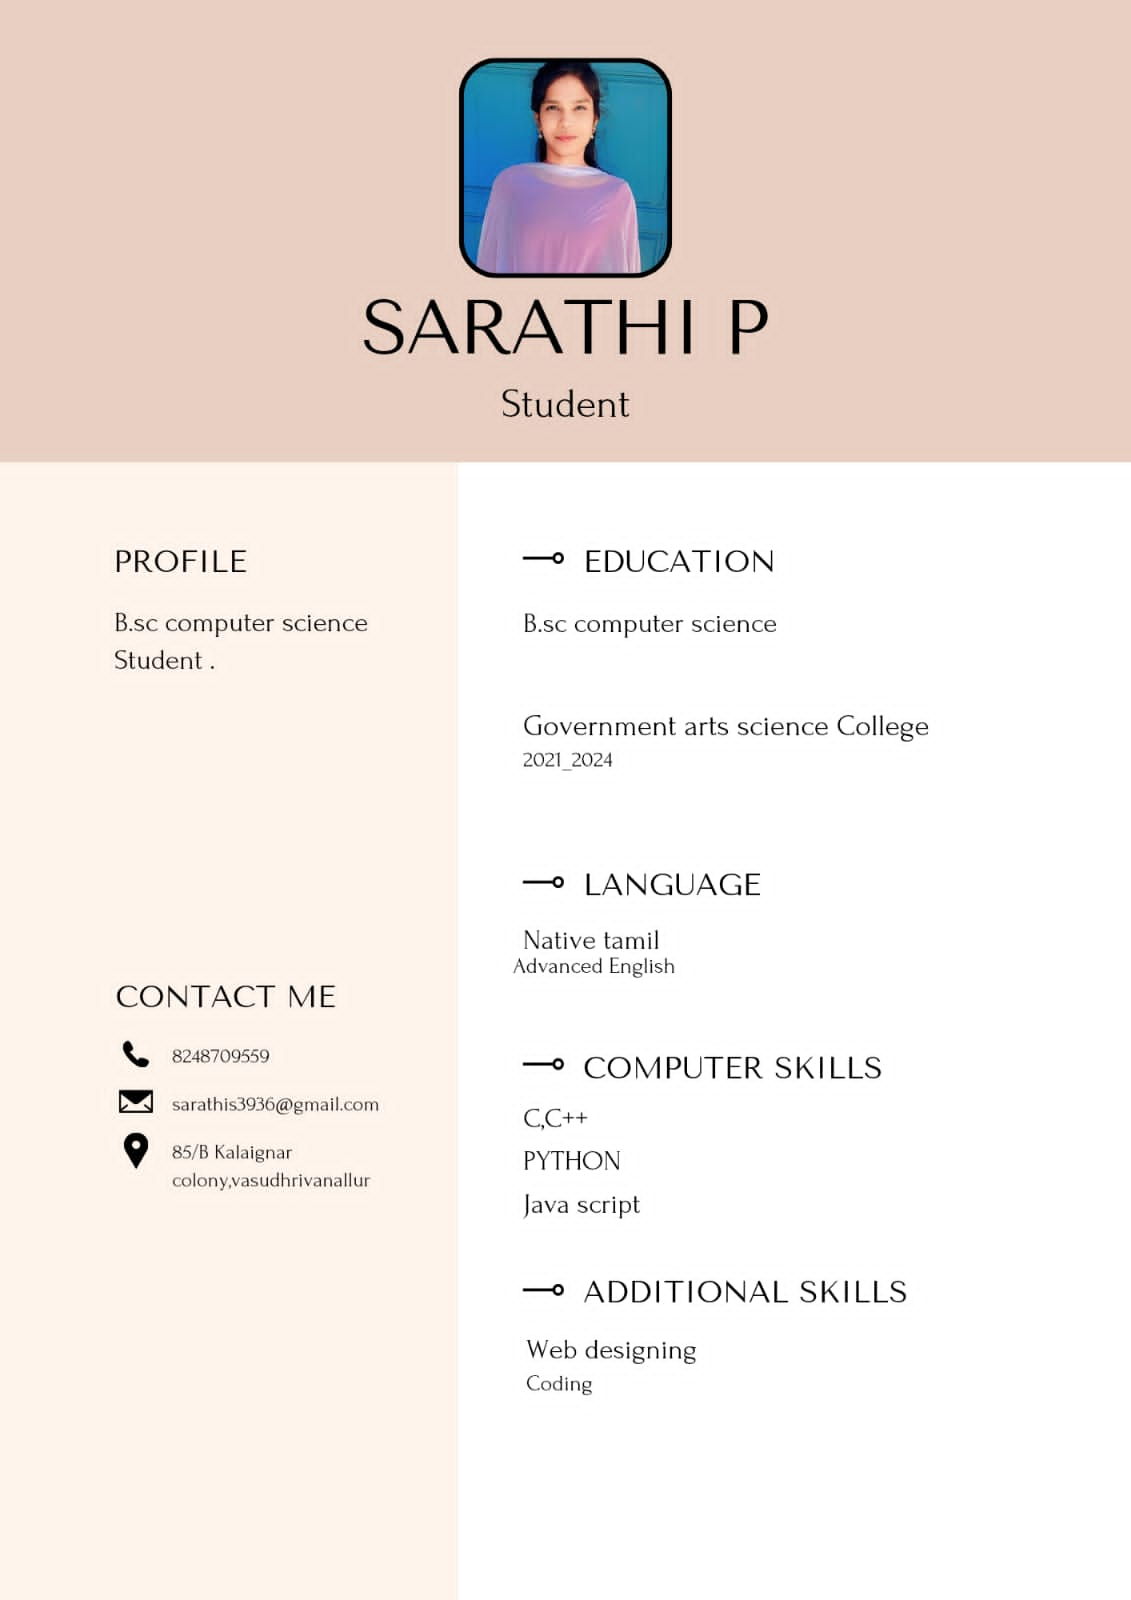 SARATHI P
Student
PROFILE
B.sc computer science
Student .
CONTACT ME
8248709559
sarathis3936@gmail.com
85/B Kalaignar
colony,vasudhrivanallur
EDUCATION
B.sc computer science
Government arts science College
2021_2024
LANGUAGE
Native tamil
Advanced English
COMPUTER SKILLS
C,C++
PYTHON
Java script
ADDITIONAL SKILLS
Web designing
Coding